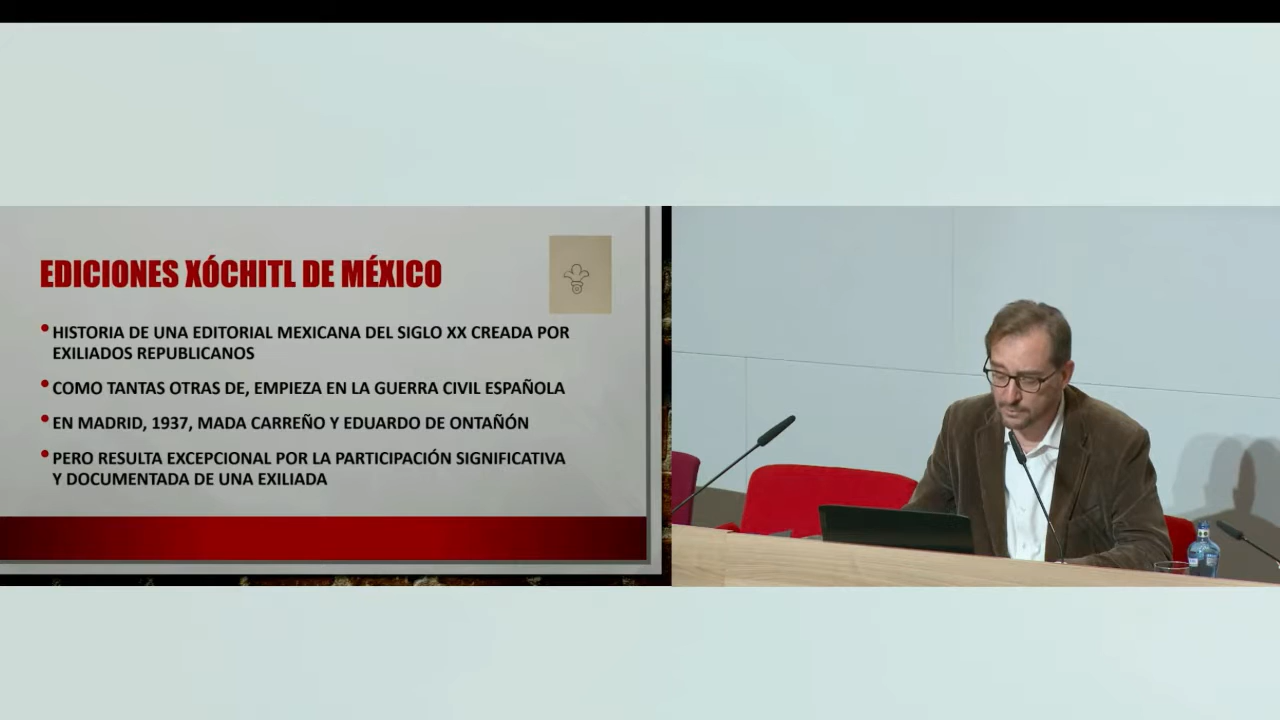 EDICIONES XÓCHITL DE MÉXICO
• HISTORIA DE UNA EDITORIAL MEXICANA DEL SIGLO XX CREADA POR
EXILIADOS REPUBLICANOS
• COMO TANTAS OTRAS DE, EMPIEZA EN LA GUERRA CIVIL ESPAÑOLA
• EN MADRID, 1937, MADA CARREÑO Y EDUARDO DE ONTAÑÓN
• PERO RESULTA EXCEPCIONAL POR LA PARTICIPACIÓN SIGNIFICATIVA
Y DOCUMENTADA DE UNA EXILIADA